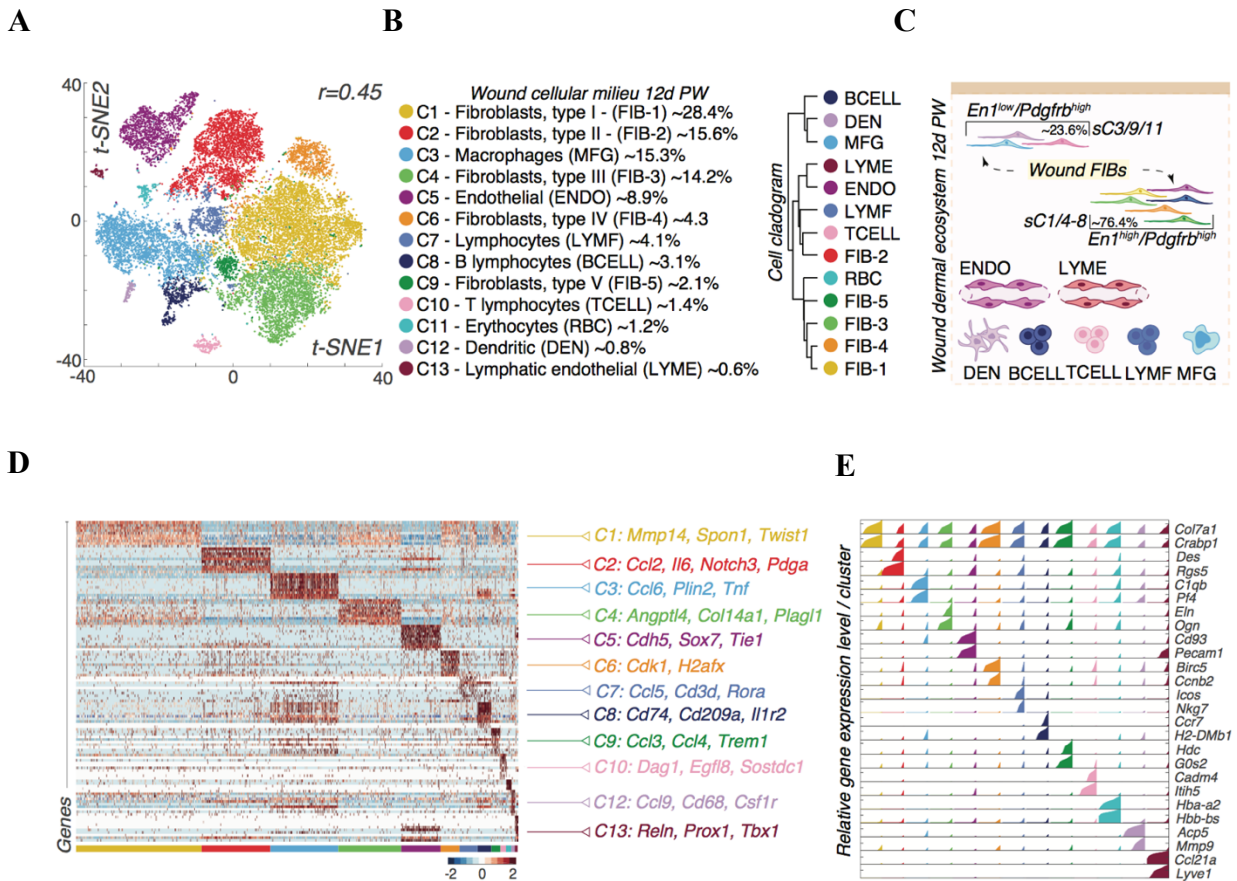 A
B
C
40
20
0
-20
-40
-40
-20
0
20
40
t-SNE2
t-SNE1
r=0.45
Wound cellular milieu 12d PW
C1 - Fibroblasts, type I - (FIB-1) ~28.4%
C2 - Fibroblasts, type II - (FIB-2) ~15.6%
C3 - Macrophages (MFG) ~15.3%
C4 - Fibroblasts, type III (FIB-3) ~14.2%
C5 - Endothelial (ENDO) ~8.9%
C6 - Fibroblasts, type IV (FIB-4) ~4.3
C7 - Lymphocytes (LYMF) ~4.1%
C8 - B lymphocytes (BCELL) ~3.1%
C9 - Fibroblasts, type V (FIB-5) ~2.1%
C10 - T lymphocytes (TCELL) ~1.4%
C11 - Erythocytes (RBC) ~1.2%
C12 - Dendritic (DEN) ~0.8%
C13 - Lymphatic endothelial (LYME) ~0.6%
Cell cladogram
BCELL
DEN
MFG
LYME
ENDO
LYMF
TCELL
FIB-2
RBC
FIB-5
FIB-3
FIB-4
FIB-1
Wound dermal ecosystem 12d PW
En1low/Pdgfrbhigh
~23.6% sC3/9/11
Wound FIBs
sC1/4-8 ~76.4%
En1high/Pdgfrbhigh
ENDO LYME
DEN BCELL TCELL LYMF MFG
D
E
Genes
C1: Mmp14, Spon1, Twist1
C2: Ccl2, Il6, Notch3, Pdga
C3: Ccl6, Plin2, Tnf
C4: Angptl4, Col14a1, Plagl1
C5: Cdh5, Sox7, Tie1
C6: Cdk1, H2afx
C7: Ccl5, Cd3d, Rora
C8: Cd74, Cd209a, Il1r2
C9: Ccl3, Ccl4, Trem1
C10: Dag1, Egfl8, Sostdc1
C12: Ccl9, Cd68, Csf1r
C13: Reln, Prox1, Tbx1
-2 0 2
Relative gene expression level / cluster
Col7a1
Crabp1
Des
Rgs5
C1qb
Pf4
Eln
Ogn
Cd93
Pecam1
Birc5
Ccnb2
Icos
Nkg7
Ccr7
H2-DMb1
Hdc
G0s2
Cadm4
Itih5
Hba-a2
Hbb-bs
Acp5
Mmp9
Ccl21a
Lyve1